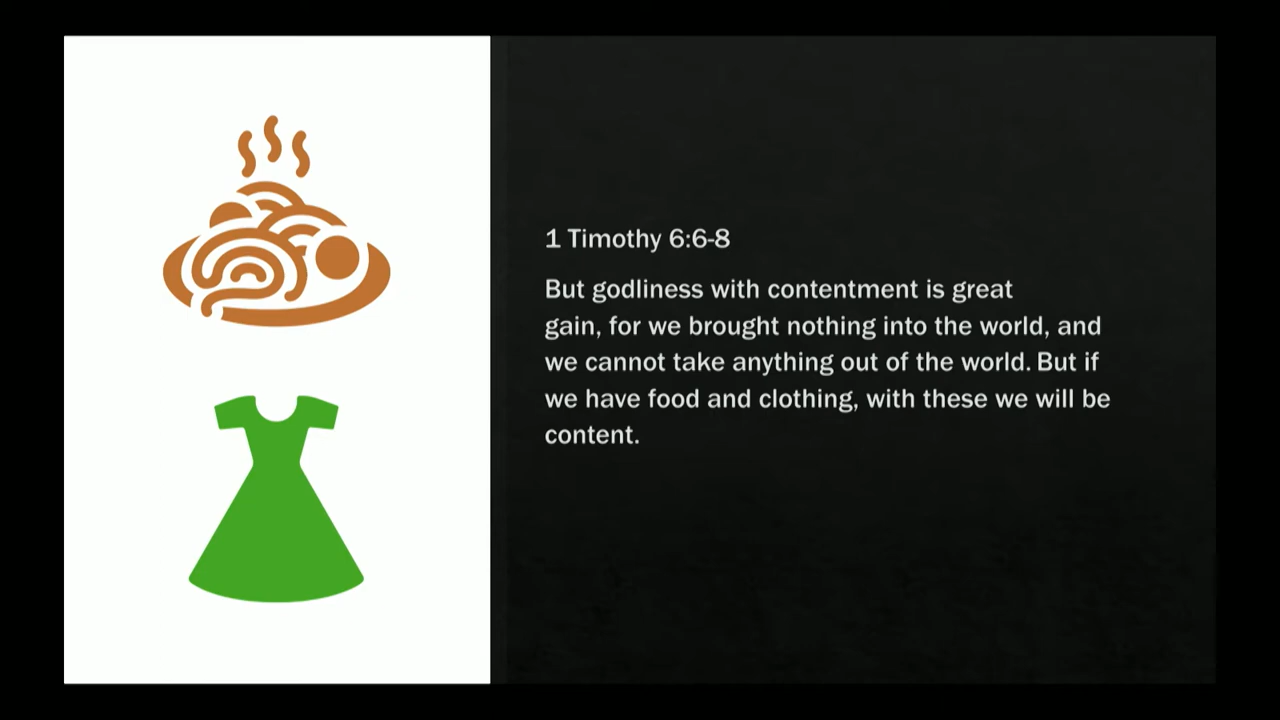 1 Timothy 6:6-8
But godliness with contentment is great
gain, for we brought nothing into the world, and
we cannot take anything out of the world. But if
we have food and clothing, with these we will be
content.